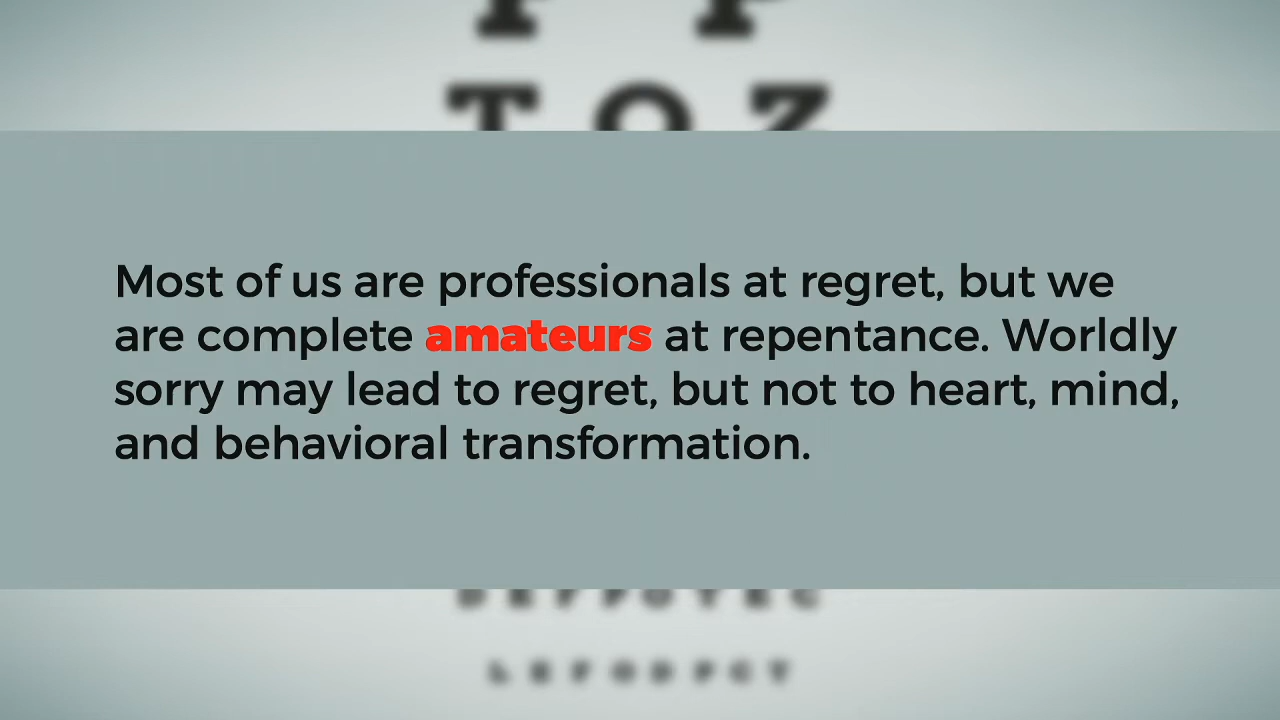 F P
T O Z
Most of us are professionals at regret, but we
are complete amateurs at repentance. Worldly
sorry may lead to regret, but not to heart, mind,
and behavioral transformation.
L E F O D P C T